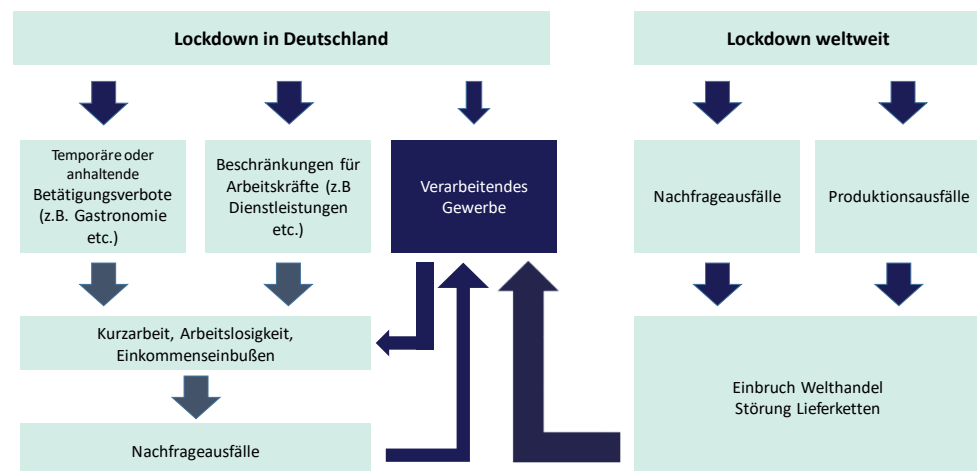 Lockdown in Deutschland
Lockdown weltweit
Temporäre oder
anhaltende
Betätigungsverbote
(z.B. Gastronomie
etc.)
Beschränkungen für
Arbeitskräfte (z.B
Dienstleistungen
etc.)
Verarbeitendes
Gewerbe
Nachfrageausfälle
Produktionsausfälle
Kurzarbeit, Arbeitslosigkeit,
Einkommenseinbußen
Einbruch Welthandel
Störung Lieferketten
Nachfrageausfälle